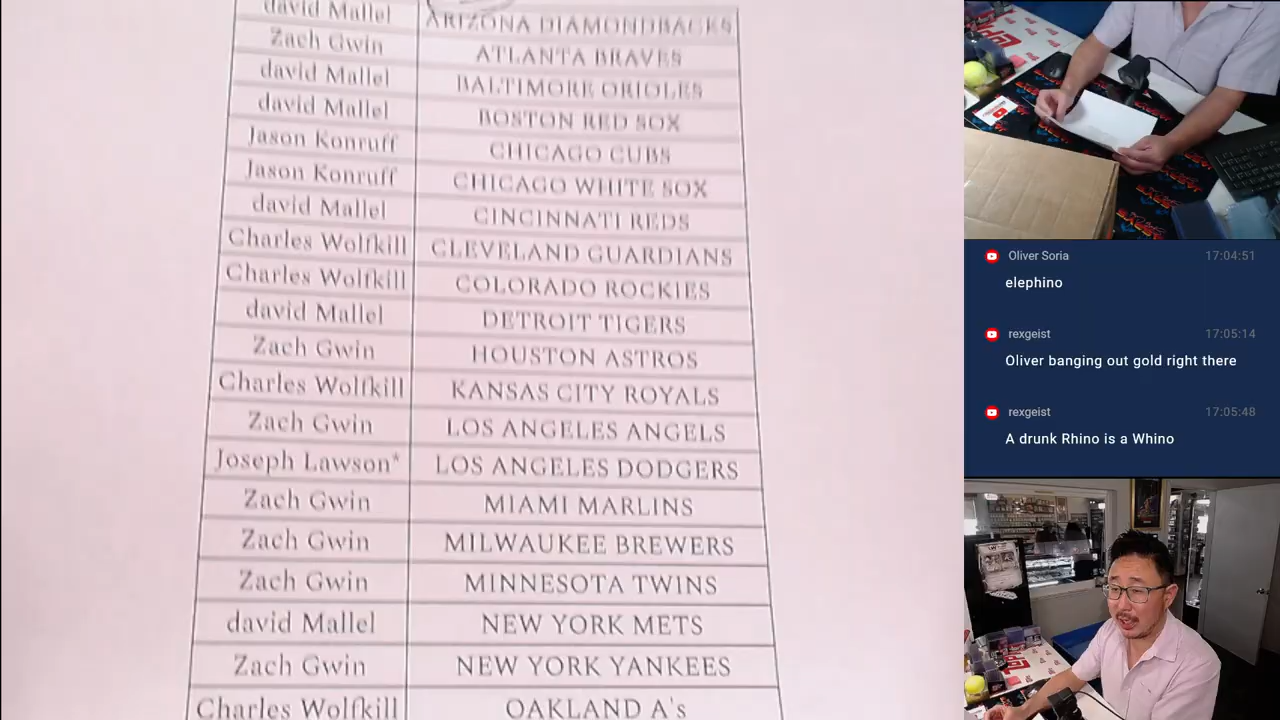 david Mallel ARIZONA DIAMONDBACKS
Zach Gwin ATLANTA BRAVES
david Mallel BALTIMORE ORIOLES
david Mallel BOSTON RED SOX
Jason Konruff CHICAGO CUBS
Jason Konruff CHICAGO WHITE SOX
david Mallel CINCINNATI REDS
Charles Wolfkill CLEVELAND GUARDIANS
Charles Wolfkill COLORADO ROCKIES
david Mallel DETROIT TIGERS
Zach Gwin HOUSTON ASTROS
Charles Wolfkill KANSAS CITY ROYALS
Zach Gwin LOS ANGELES ANGELS
Joseph Lawson* LOS ANGELES DODGERS
Zach Gwin MIAMI MARLINS
Zach Gwin MILWAUKEE BREWERS
Zach Gwin MINNESOTA TWINS
david Mallel NEW YORK METS
Zach Gwin NEW YORK YANKEES
Charles Wolfkill OAKLAND A's
Oliver Soria 17:04:51
elephino
rexgeist 17:05:14
Oliver banging out gold right there
rexgeist 17:05:48
A drunk Rhino is a Whino